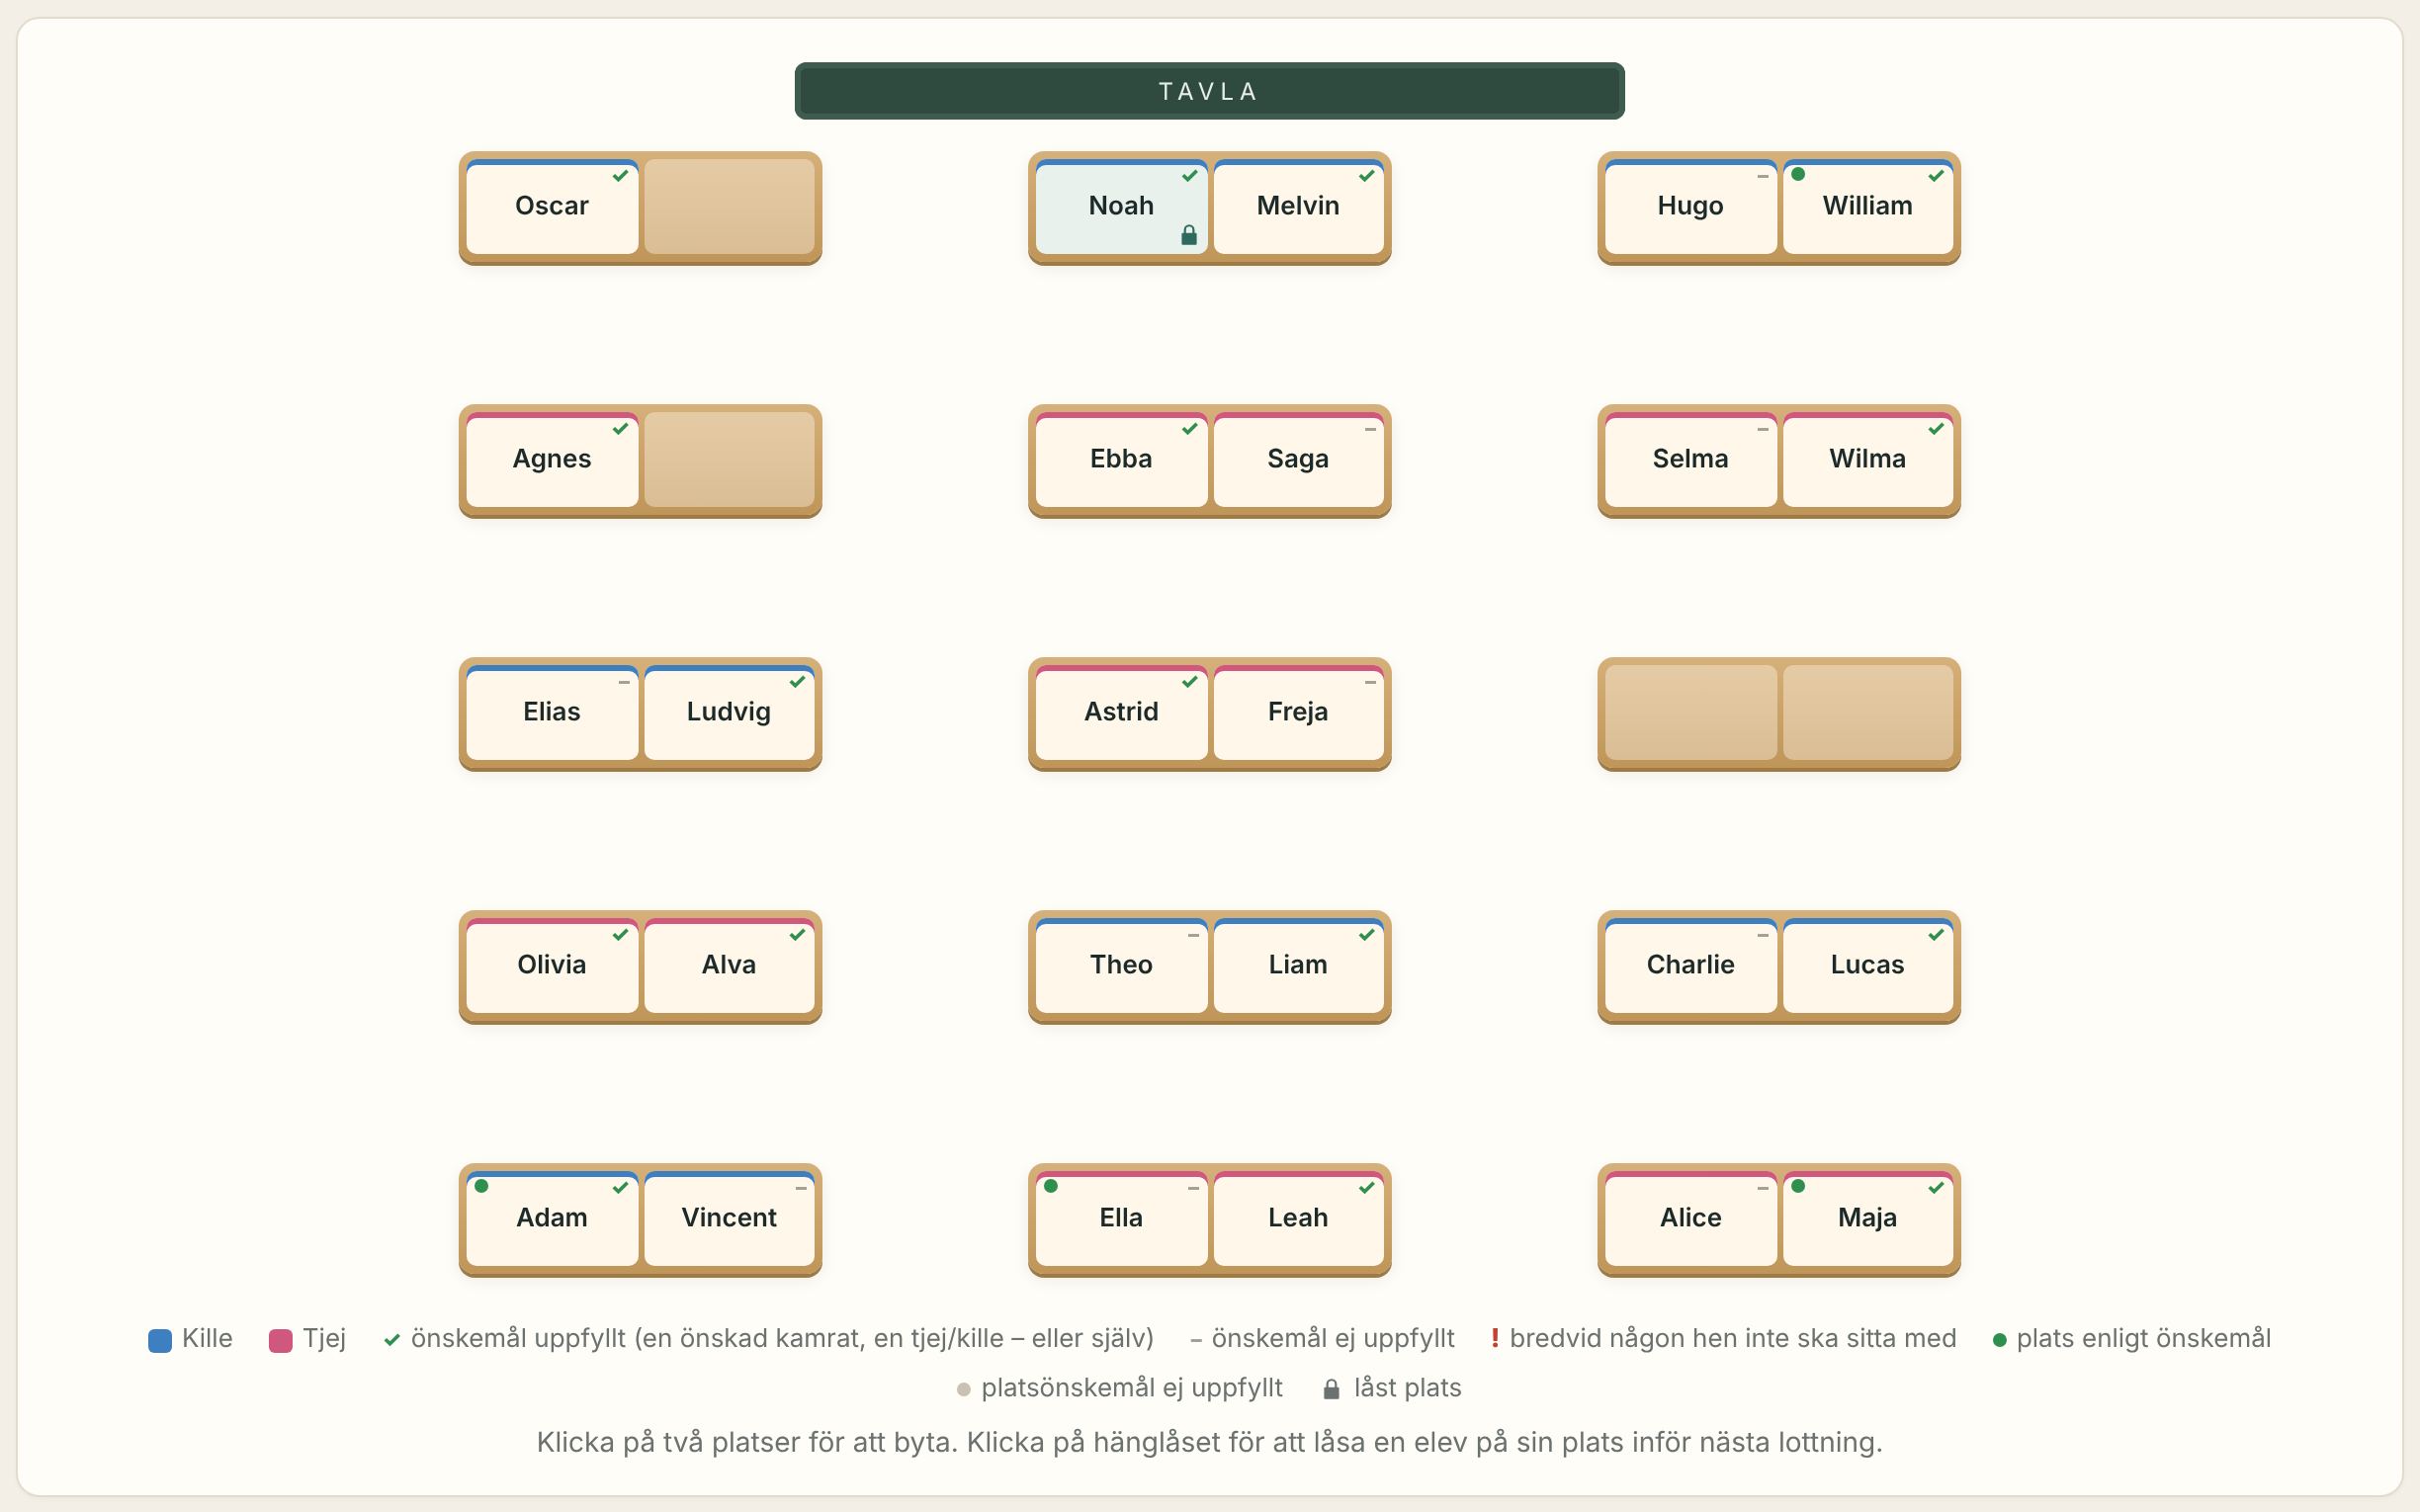 TAVLA
Oscar
Noah Melvin
Hugo William
Agnes
Ebba Saga
Selma Wilma
Elias Ludvig
Astrid Freja
Olivia Alva
Theo Liam
Charlie Lucas
Adam Vincent
Ella Leah
Alice Maja
Kille Tjej ✓ önskemål uppfyllt (en önskad kamrat, en tjej/kille – eller själv) – önskemål ej uppfyllt ! bredvid någon hen inte ska sitta med ● plats enligt önskemål
● platsönskemål ej uppfyllt låst plats
Klicka på två platser för att byta. Klicka på hänglåset för att låsa en elev på sin plats inför nästa lottning.